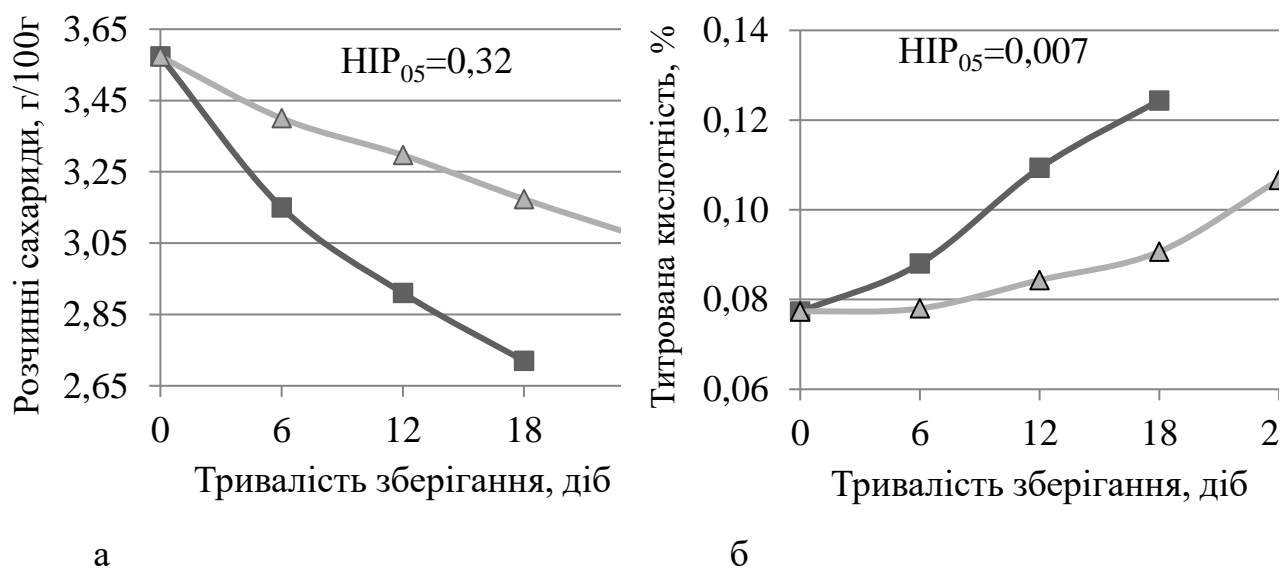 Розчинні сахариди, г/100г
3,65
3,45
3,25
3,05
2,85
2,65
НІР05=0,32
0 6 12 18
Тривалість зберігання, діб
а
Титрована кислотність, %
0,14
0,12
0,10
0,08
0,06
НІР05=0,007
0 6 12 18 2
Тривалість зберігання, діб
б